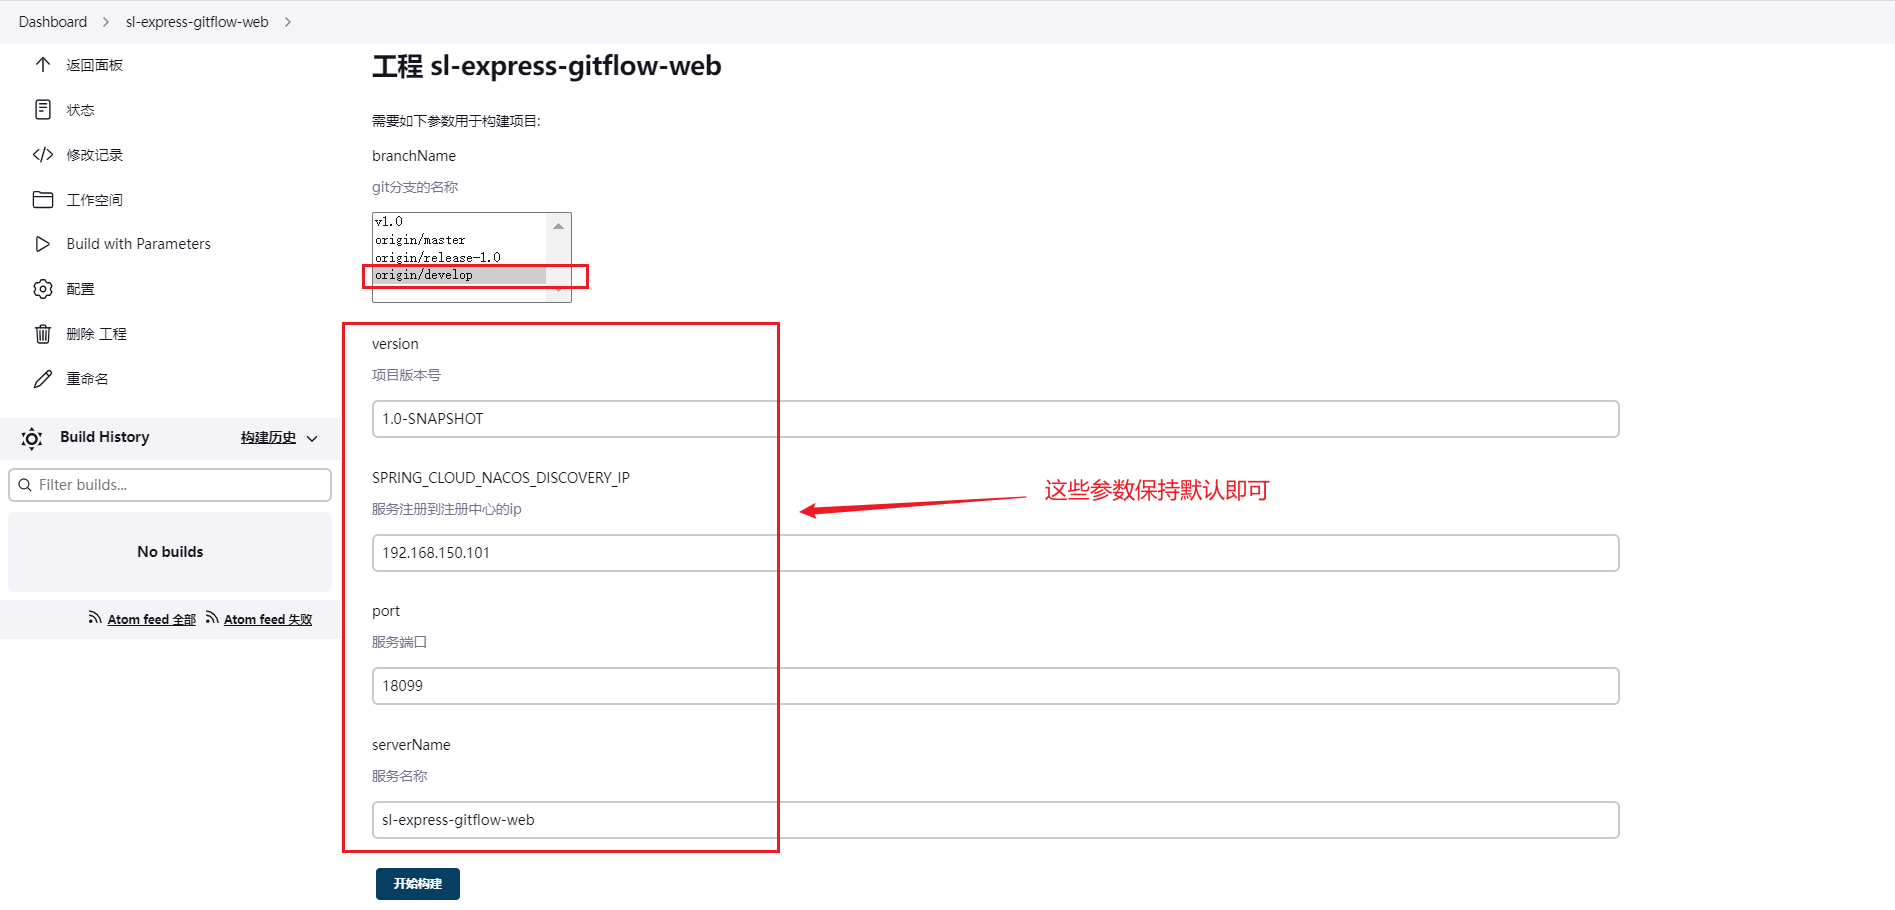 Dashboard
sl-express-gitflow-web
返回面板
状态
修改记录
工作空间
Build with Parameters
配置
删除 工程
重命名
Build History
构建历史
Filter builds...
No builds
Atom feed 全部
Atom feed 失败
工程 sl-express-gitflow-web
需要如下参数用于构建项目:
branchName
git分支的名称
v1.0
origin/master
origin/release-1.0
origin/develop
version
项目版本号
1.0-SNAPSHOT
SPRING_CLOUD_NACOS_DISCOVERY_IP
服务注册到注册中心的ip
192.168.150.101
这些参数保持默认即可
port
服务端口
18099
serverName
服务名称
sl-express-gitflow-web
开始构建